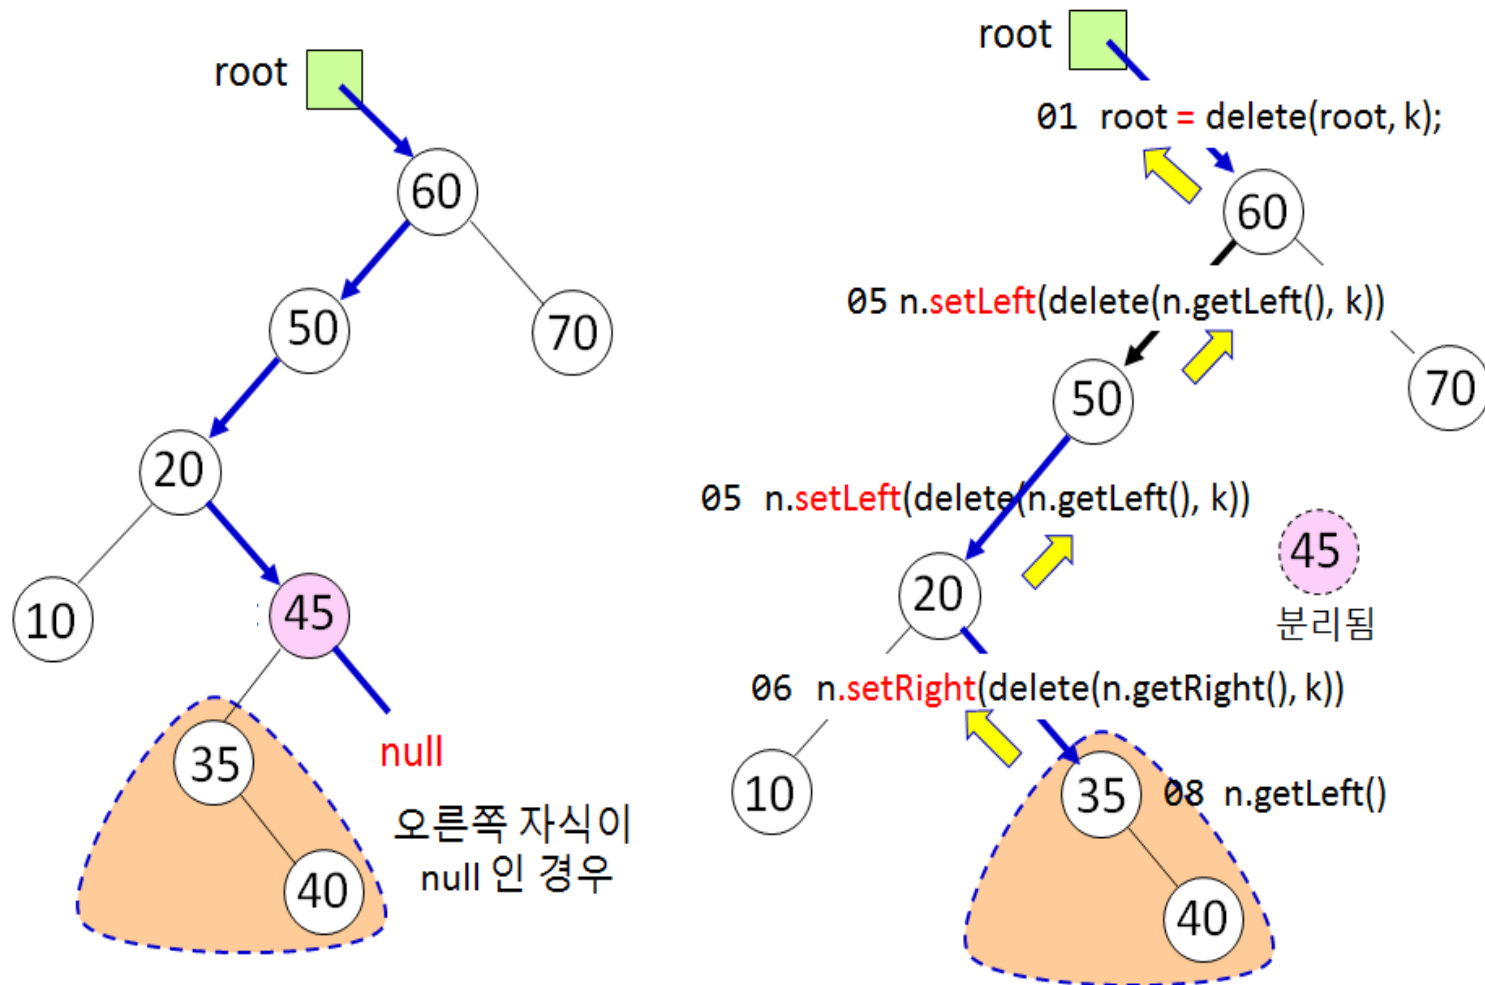 root
60
50
70
20
10
45
35
null
40
오른쪽 자식이
null 인 경우
root
01 root = delete(root, k);
60
05 n.setLeft(delete(n.getLeft(), k))
50
70
05 n.setLeft(delete(n.getLeft(), k))
45
분리됨
20
06 n.setRight(delete(n.getRight(), k))
10
35
08 n.getLeft()
40